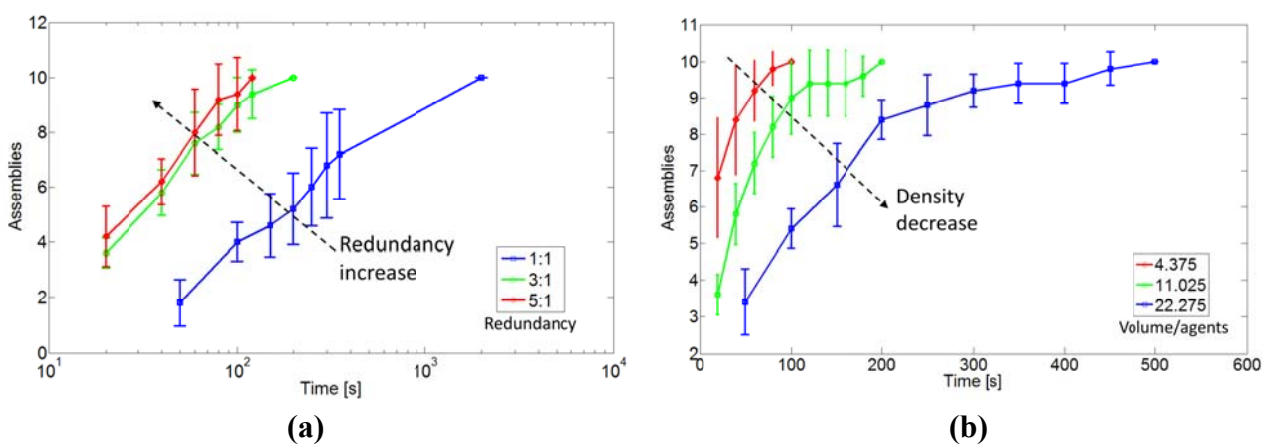 12
10
8
6
4
2
0
Assemblies
10^1
10^2
10^3
10^4
Time [s]
Redundancy
increase
1:1
3:1
5:1
Redundancy
(a)
11
10
9
8
7
6
5
4
3
2
Assemblies
0
100
200
300
400
500
600
Time [s]
Density
decrease
4.375
11.025
22.275
Volume/agents
(b)